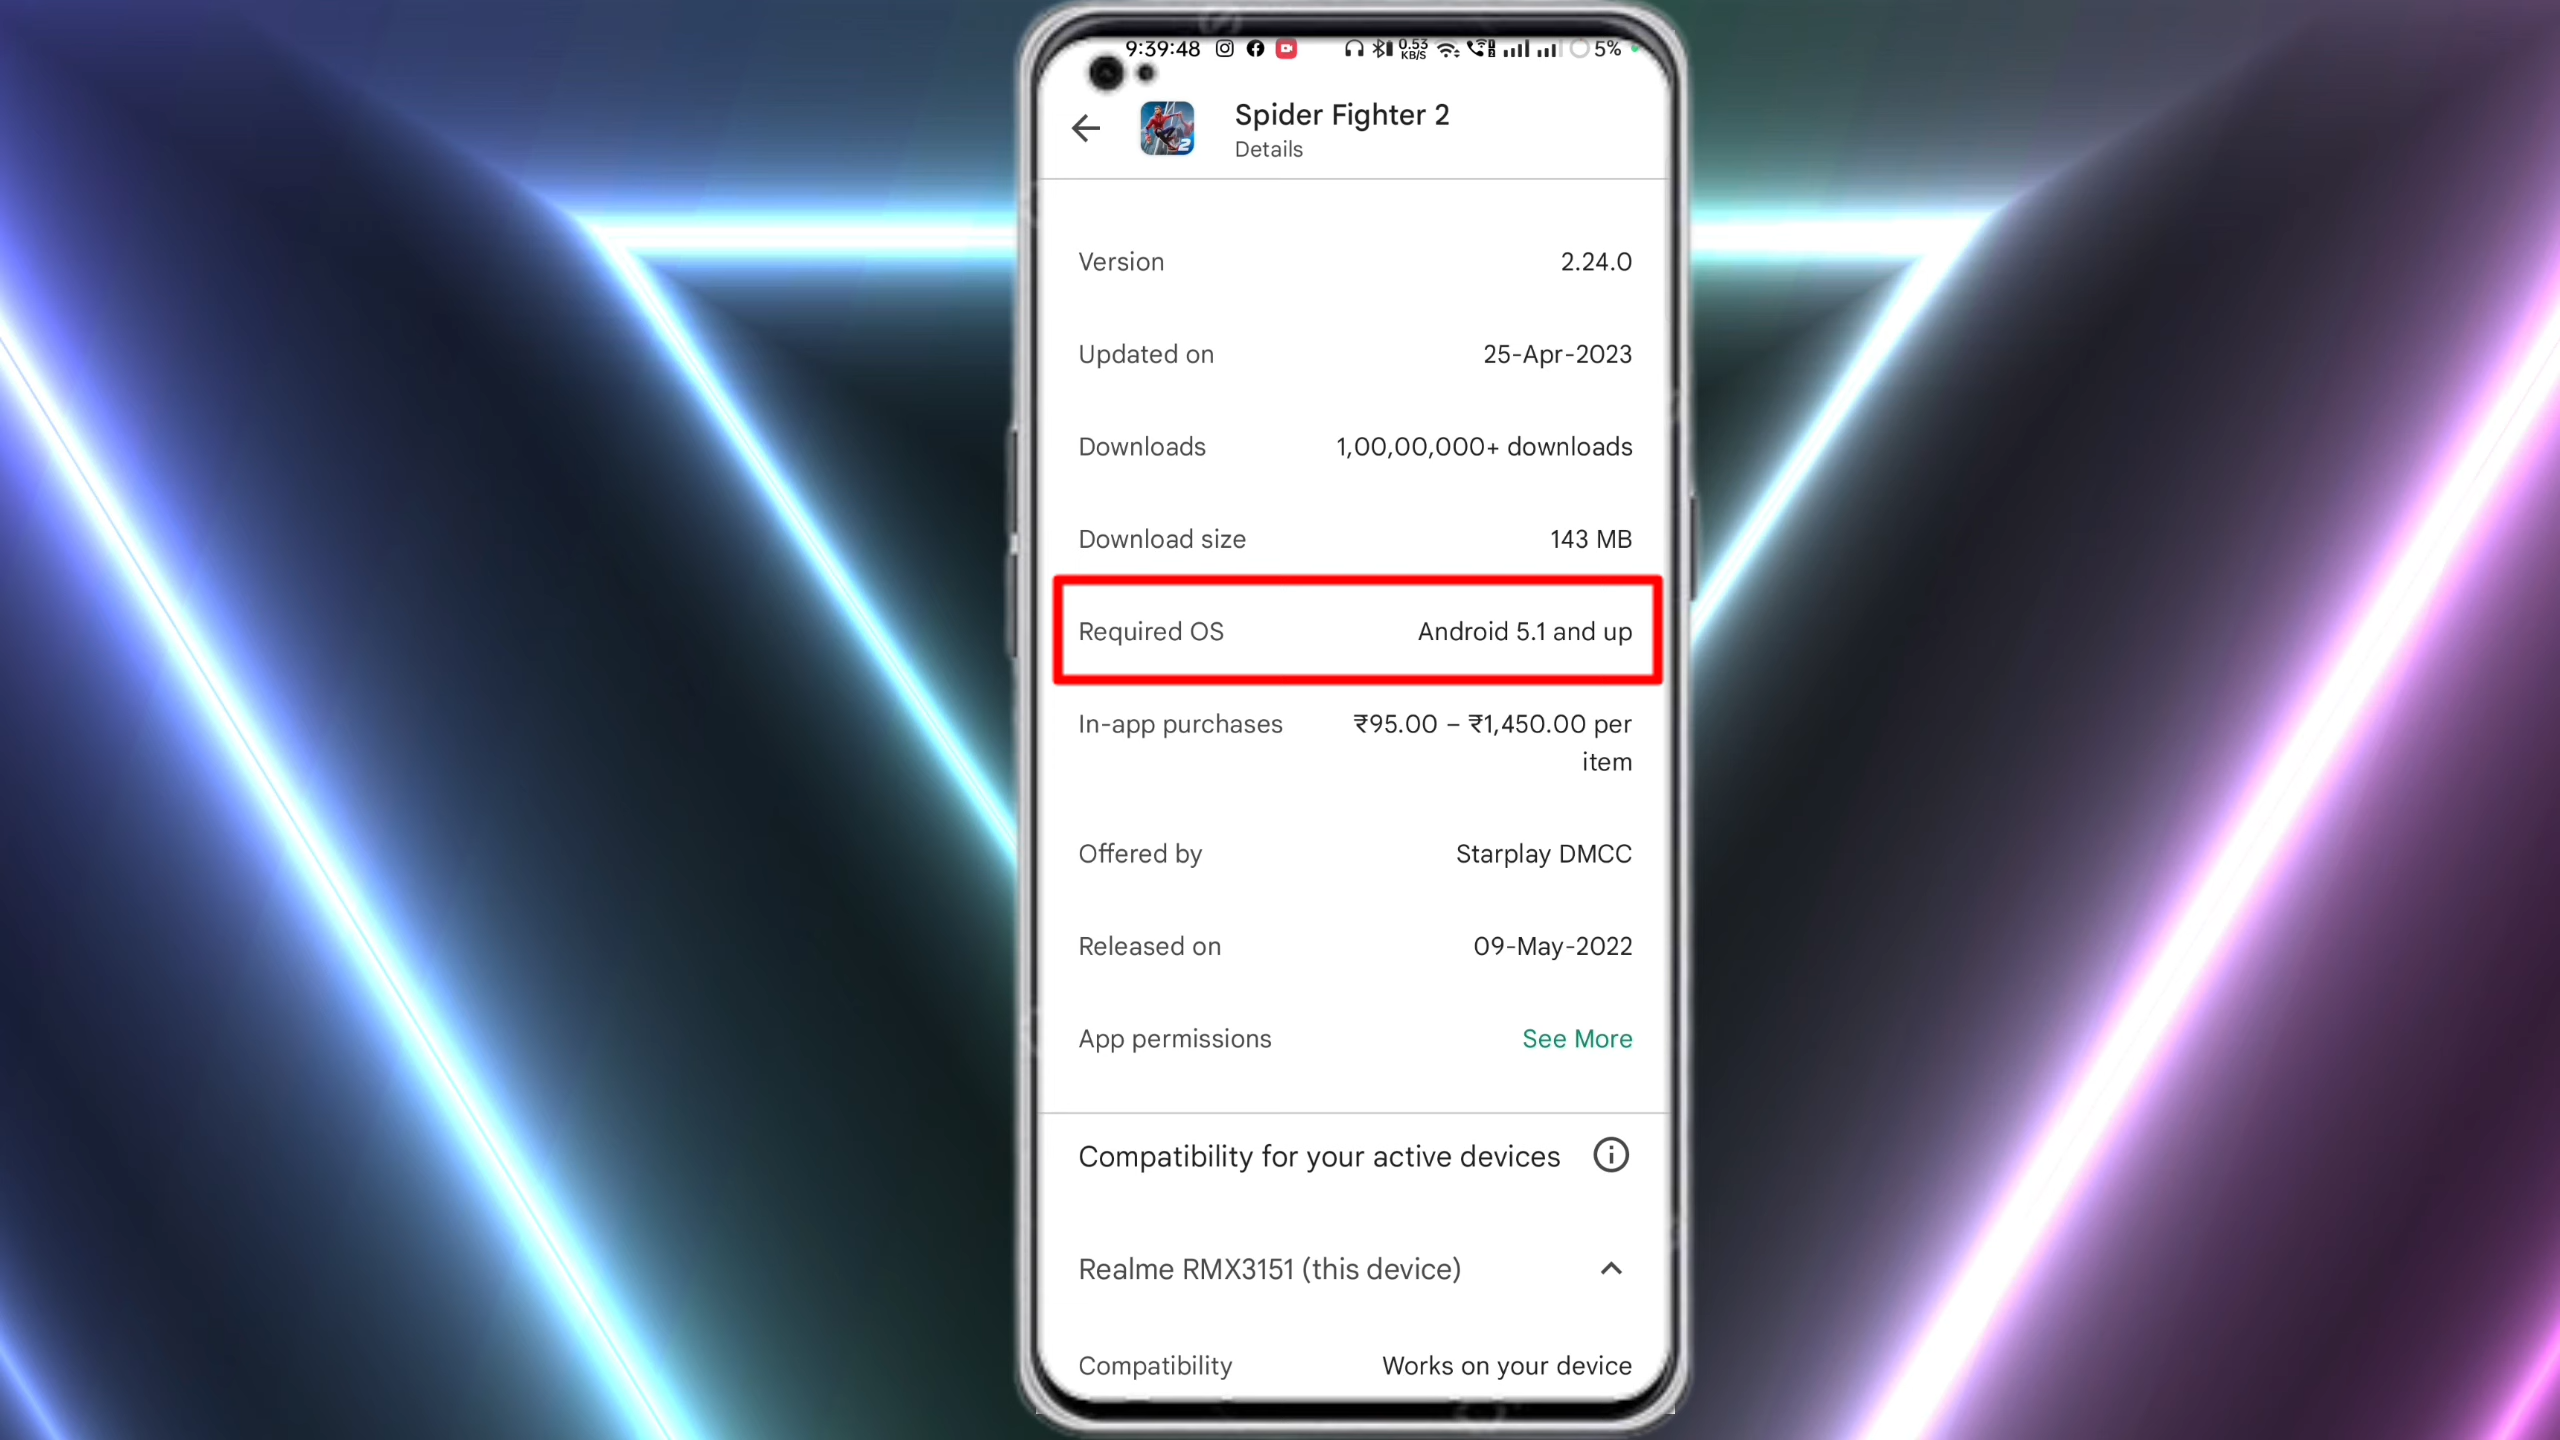 9:39:48 0.53 KB/S 5%
Spider Fighter 2
Details
Version 2.24.0
Updated on 25-Apr-2023
Downloads 1,00,00,000+ downloads
Download size 143 MB
Required OS Android 5.1 and up
In-app purchases ₹95.00 – ₹1,450.00 per
item
Offered by Starplay DMCC
Released on 09-May-2022
App permissions See More
Compatibility for your active devices
Realme RMX3151 (this device)
Compatibility Works on your device